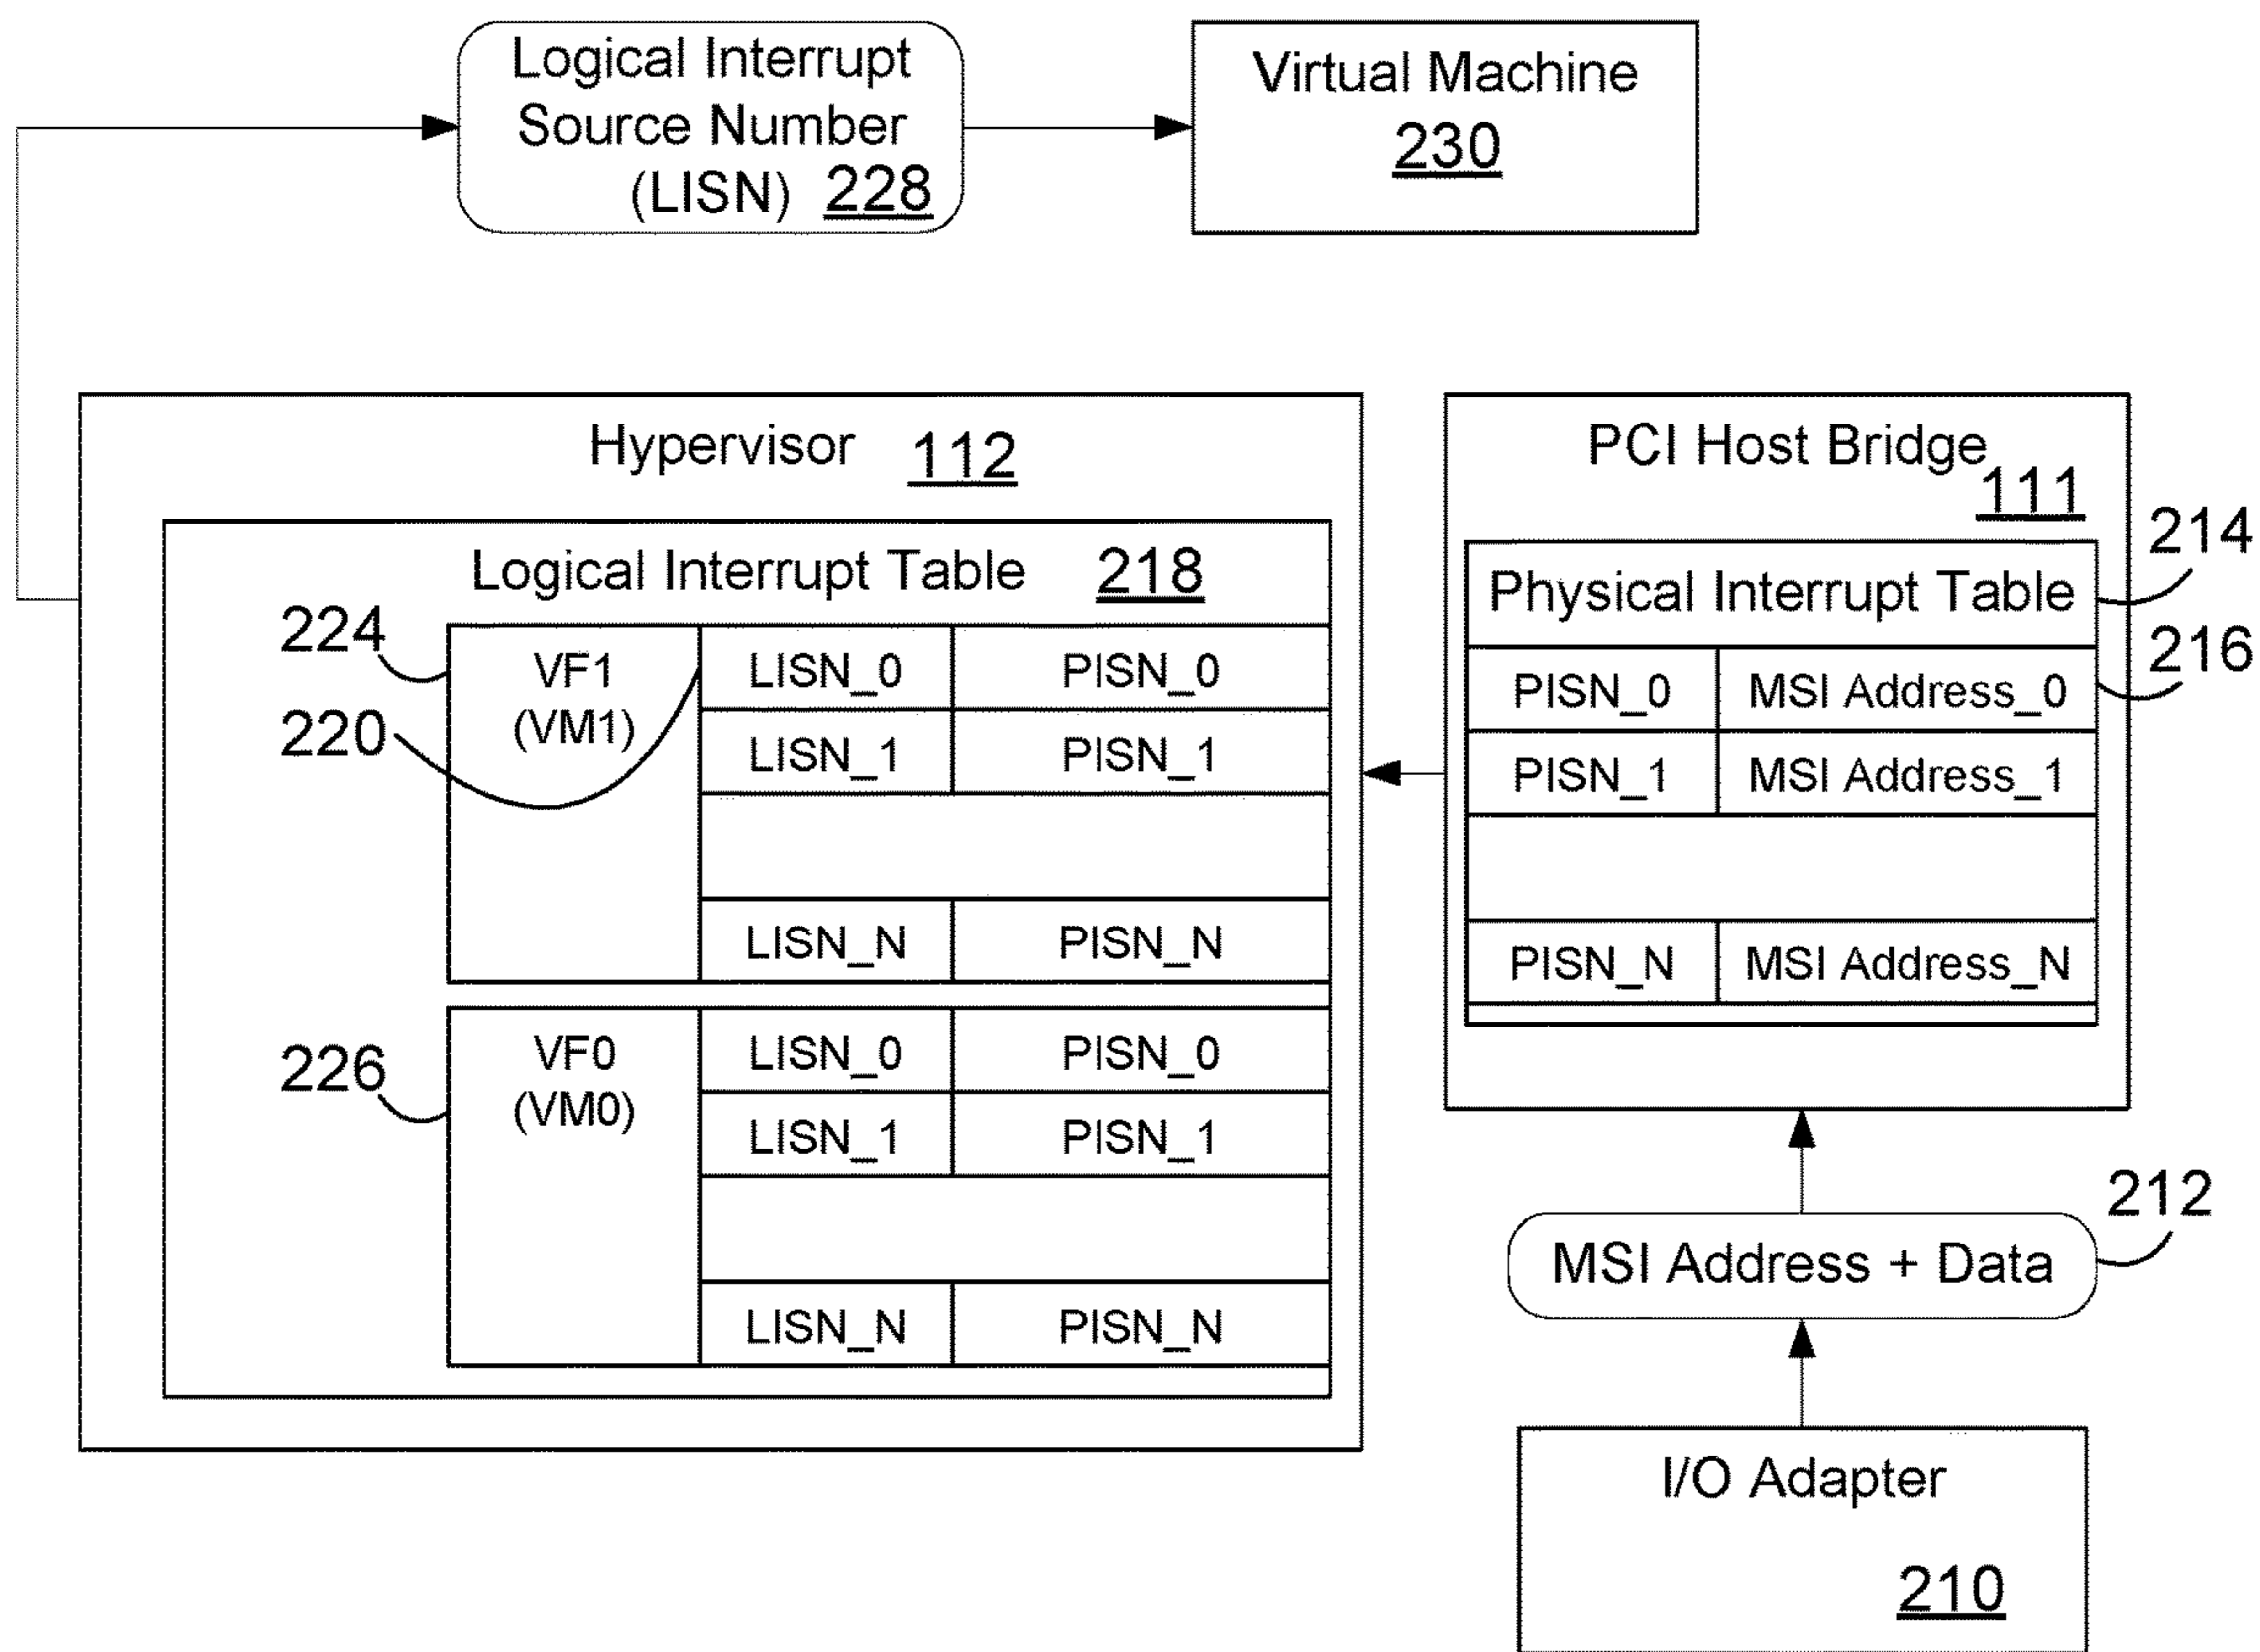 Logical Interrupt
Source Number
(LISN) 228
Virtual Machine
230
Hypervisor 112
Logical Interrupt Table 218
224
220
VF1
(VM1)
LISN_0 PISN_0
LISN_1 PISN_1
LISN_N PISN_N
226
VF0
(VM0)
LISN_0 PISN_0
LISN_1 PISN_1
LISN_N PISN_N
PCI Host Bridge
111
214
Physical Interrupt Table
216
PISN_0 MSI Address_0
PISN_1 MSI Address_1
PISN_N MSI Address_N
212
MSI Address + Data
I/O Adapter
210